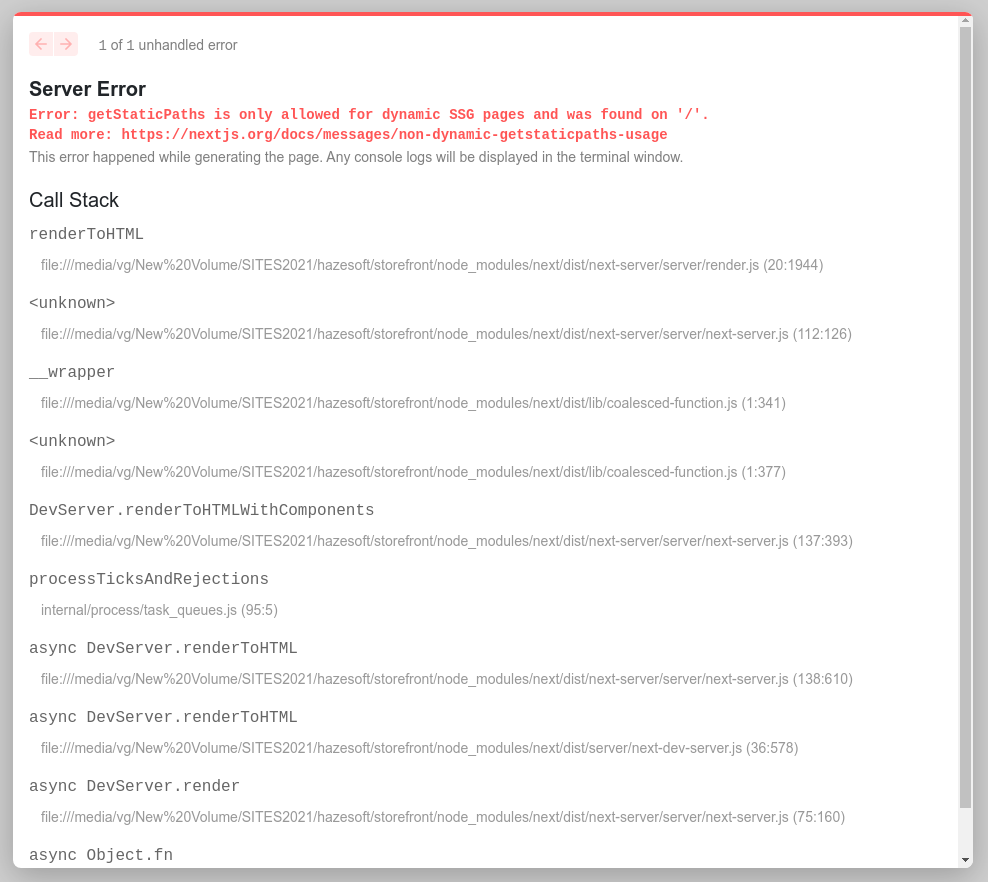 1 of 1 unhandled error
Server Error
Error: getStaticPaths is only allowed for dynamic SSG pages and was found on '/'.
Read more: https://nextjs.org/docs/messages/non-dynamic-getstaticpaths-usage
This error happened while generating the page. Any console logs will be displayed in the terminal window.
Call Stack
renderToHTML
file:///media/vg/New%20Volume/SITES2021/hazesoft/storefront/node_modules/next/dist/next-server/server/render.js (20:1944)
<unknown>
file:///media/vg/New%20Volume/SITES2021/hazesoft/storefront/node_modules/next/dist/next-server/server/next-server.js (112:126)
__wrapper
file:///media/vg/New%20Volume/SITES2021/hazesoft/storefront/node_modules/next/dist/lib/coalesced-function.js (1:341)
<unknown>
file:///media/vg/New%20Volume/SITES2021/hazesoft/storefront/node_modules/next/dist/lib/coalesced-function.js (1:377)
DevServer.renderToHTMLWithComponents
file:///media/vg/New%20Volume/SITES2021/hazesoft/storefront/node_modules/next/dist/next-server/server/next-server.js (137:393)
processTicksAndRejections
internal/process/task_queues.js (95:5)
async DevServer.renderToHTML
file:///media/vg/New%20Volume/SITES2021/hazesoft/storefront/node_modules/next/dist/next-server/server/next-server.js (138:610)
async DevServer.renderToHTML
file:///media/vg/New%20Volume/SITES2021/hazesoft/storefront/node_modules/next/dist/server/next-dev-server.js (36:578)
async DevServer.render
file:///media/vg/New%20Volume/SITES2021/hazesoft/storefront/node_modules/next/dist/next-server/server/next-server.js (75:160)
async Object.fn